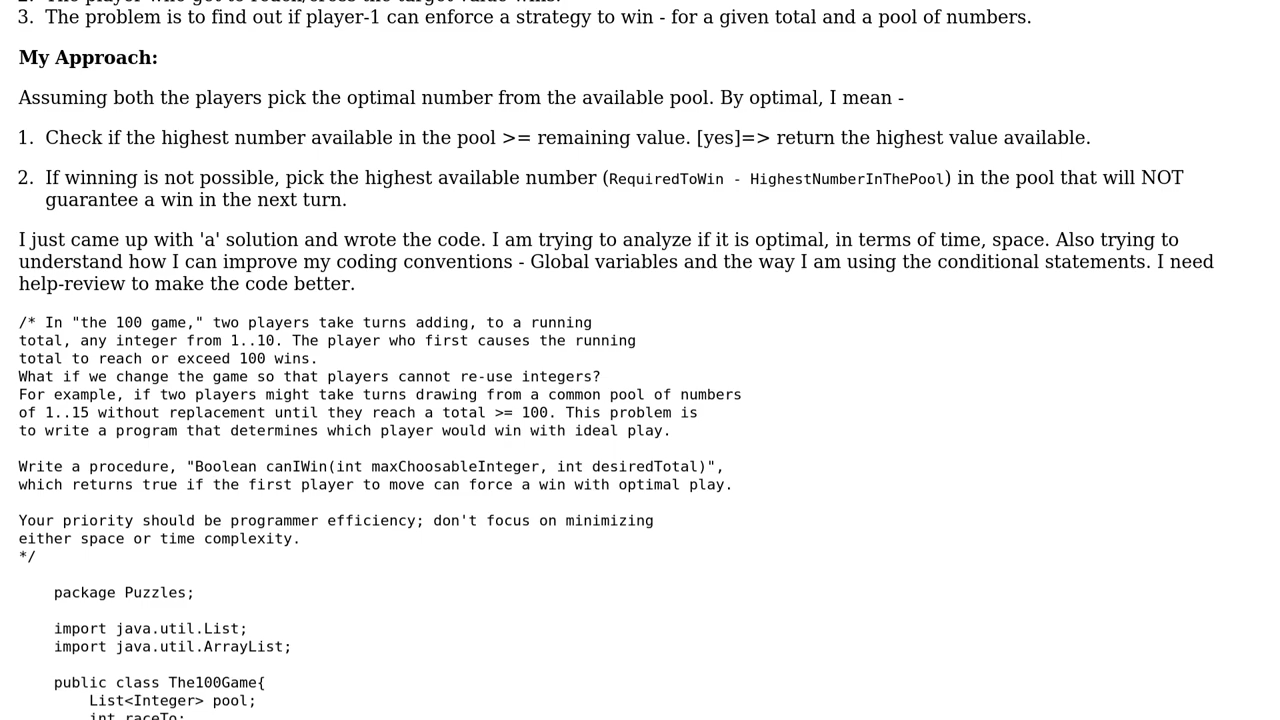 2. The player who get to reach/cross the target value wins.
3. The problem is to find out if player-1 can enforce a strategy to win - for a given total and a pool of numbers.
My Approach:
Assuming both the players pick the optimal number from the available pool. By optimal, I mean -
1. Check if the highest number available in the pool >= remaining value. [yes]=> return the highest value available.
2. If winning is not possible, pick the highest available number (RequiredToWin - HighestNumberInThePool) in the pool that will NOT
guarantee a win in the next turn.
I just came up with 'a' solution and wrote the code. I am trying to analyze if it is optimal, in terms of time, space. Also trying to
understand how I can improve my coding conventions - Global variables and the way I am using the conditional statements. I need
help-review to make the code better.
/* In "the 100 game," two players take turns adding, to a running
total, any integer from 1..10. The player who first causes the running
total to reach or exceed 100 wins.
What if we change the game so that players cannot re-use integers?
For example, if two players might take turns drawing from a common pool of numbers
of 1..15 without replacement until they reach a total >= 100. This problem is
to write a program that determines which player would win with ideal play.
Write a procedure, "Boolean canIWin(int maxChoosableInteger, int desiredTotal)",
which returns true if the first player to move can force a win with optimal play.
Your priority should be programmer efficiency; don't focus on minimizing
either space or time complexity.
*/
package Puzzles;
import java.util.List;
import java.util.ArrayList;
public class The100Game{
List<Integer> pool;
int raceTo;